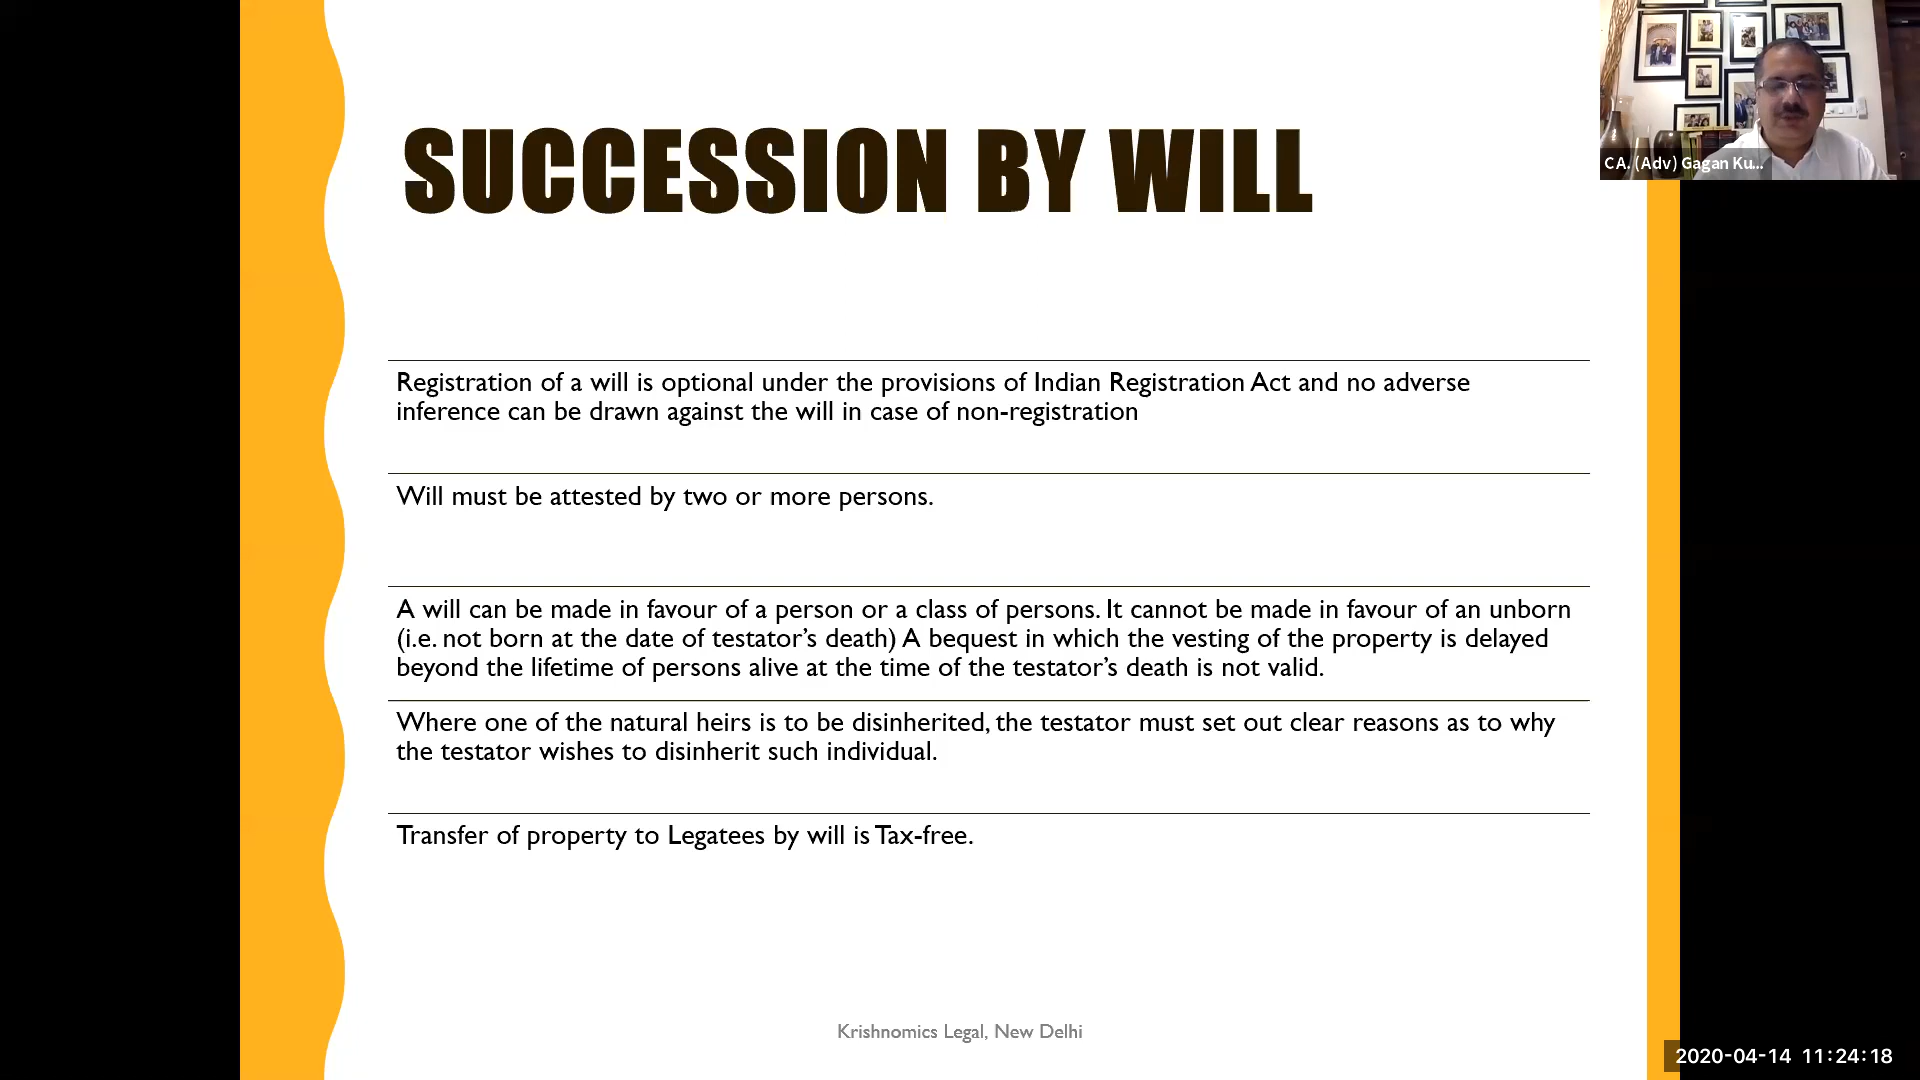 SUCCESSION BY WILL
CA. (Adv) Gagan Ku...
Registration of a will is optional under the provisions of Indian Registration Act and no adverse
inference can be drawn against the will in case of non-registration
Will must be attested by two or more persons.
A will can be made in favour of a person or a class of persons. It cannot be made in favour of an unborn
(i.e. not born at the date of testator’s death) A bequest in which the vesting of the property is delayed
beyond the lifetime of persons alive at the time of the testator’s death is not valid.
Where one of the natural heirs is to be disinherited, the testator must set out clear reasons as to why
the testator wishes to disinherit such individual.
Transfer of property to Legatees by will is Tax-free.
Krishnomics Legal, New Delhi
2020-04-14 11:24:18